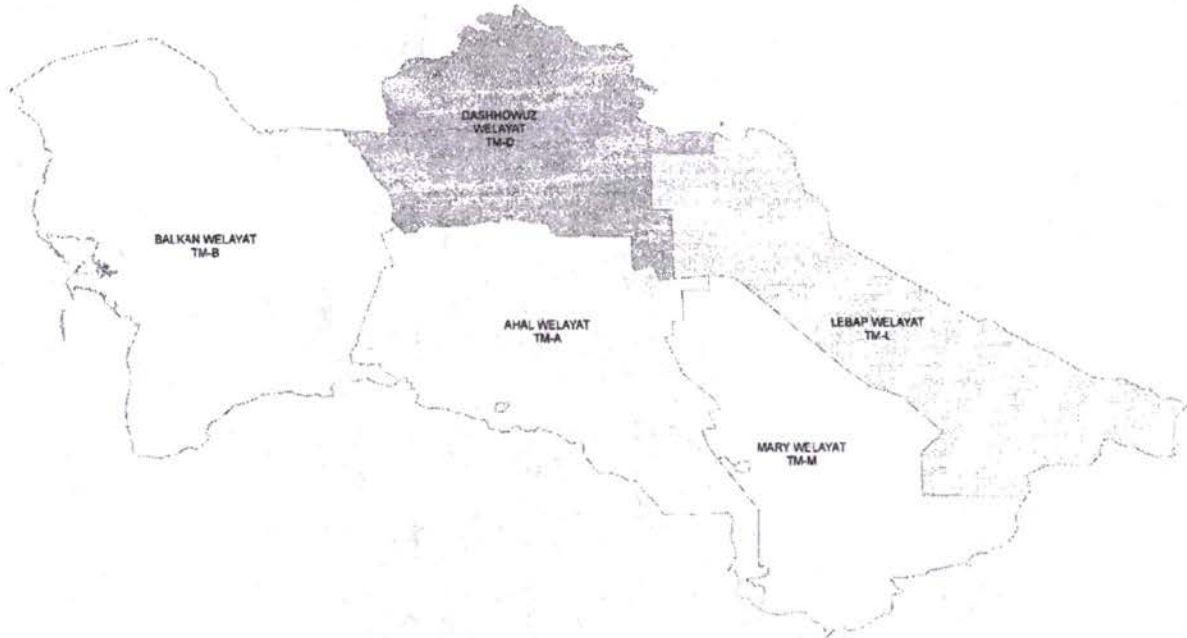 DASHHOWUZ
WELAYAT
TM-D
BALKAN WELAYAT
TM-B
AHAL WELAYAT
TM-A
LEBAP WELAYAT
TM-L
MARY WELAYAT
TM-M